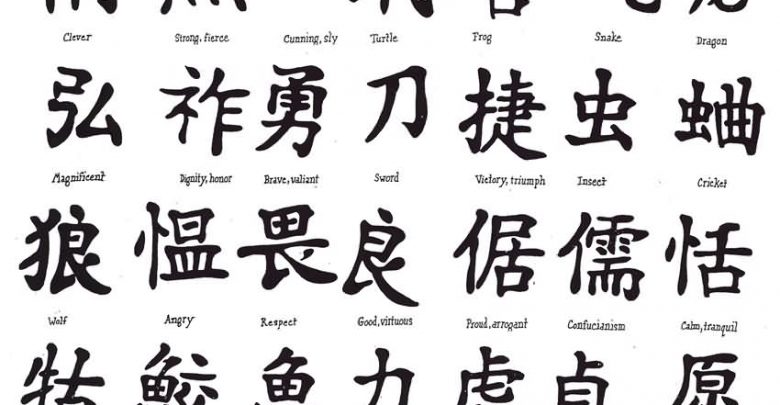 Clever Strong, fierce Cunning, sly Turtle Frog Snake Dragon
弘 祚 勇 刀 捷 虫 蛐
Magnificent Dignity, honor Brave, valiant Sword Victory, triumph Insect Cricket
狼 愠 畏 良 倨 儒 恬
Wolf Angry Respect Good, virtuous Proud, arrogant Confucianism Calm, tranquil
力 虎